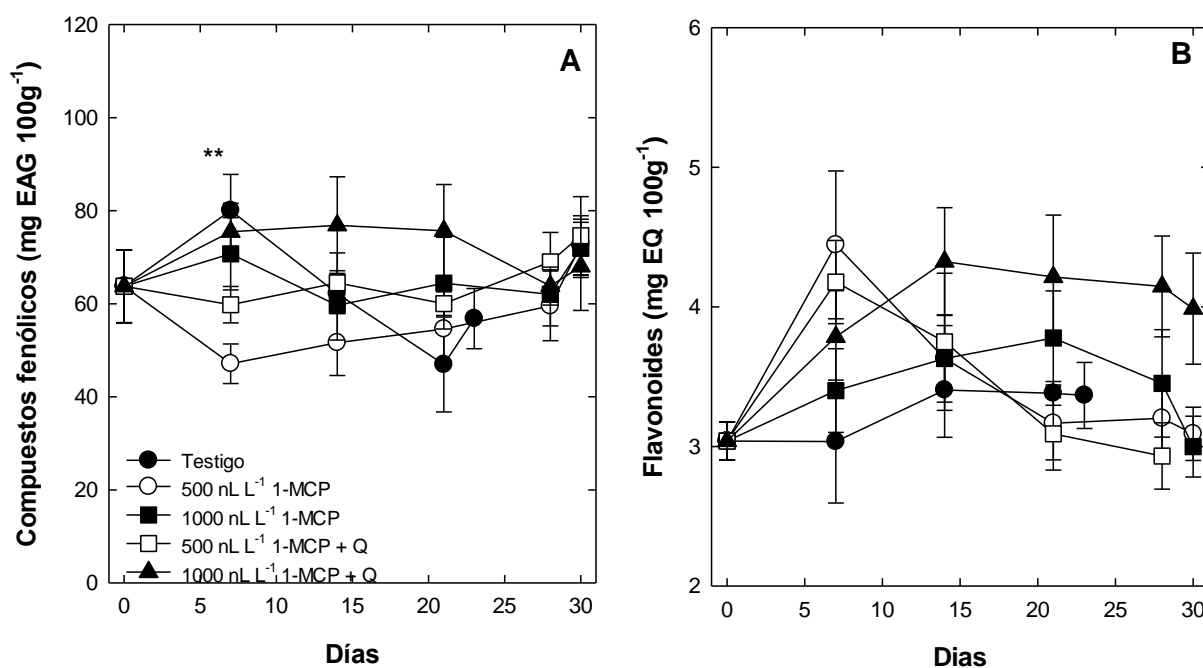 A
Compuestos fenólicos (mg EAG 100g⁻¹)
120
100
80
60
40
20
0
**
Testigo
500 nL L⁻¹ 1-MCP
1000 nL L⁻¹ 1-MCP
500 nL L⁻¹ 1-MCP + Q
1000 nL L⁻¹ 1-MCP + Q
0 5 10 15 20 25 30
Días
B
Flavonoides (mg EQ 100g⁻¹)
6
5
4
3
2
0 5 10 15 20 25 30
Dias